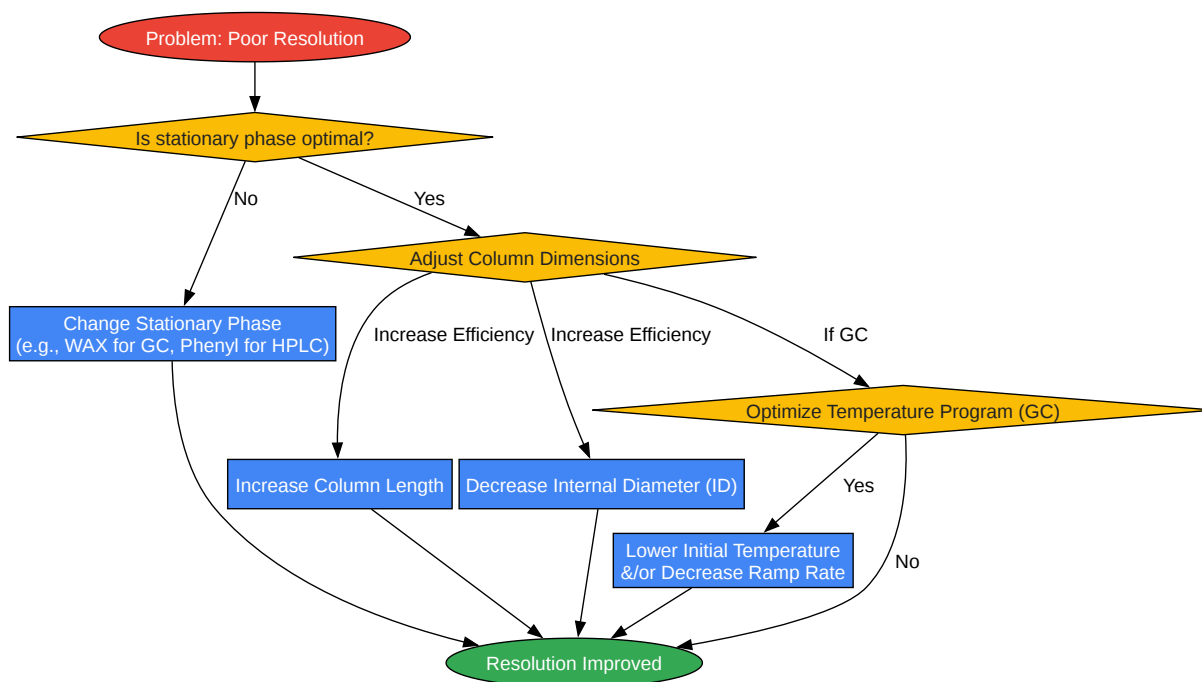 Problem: Poor Resolution
Is stationary phase optimal?
No
Yes
Adjust Column Dimensions
Change Stationary Phase
(e.g., WAX for GC, Phenyl for HPLC)
Increase Efficiency
Increase Efficiency
If GC
Optimize Temperature Program (GC)
Increase Column Length
Decrease Internal Diameter (ID)
Yes
Lower Initial Temperature
&/or Decrease Ramp Rate
No
Resolution Improved